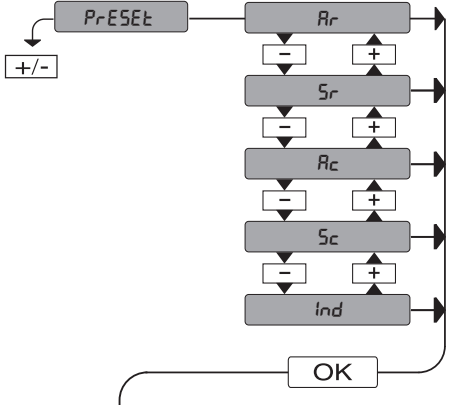 PrESEt
Ar
+/-
- +
Sr
- +
Ac
- +
Sc
- +
Ind
OK